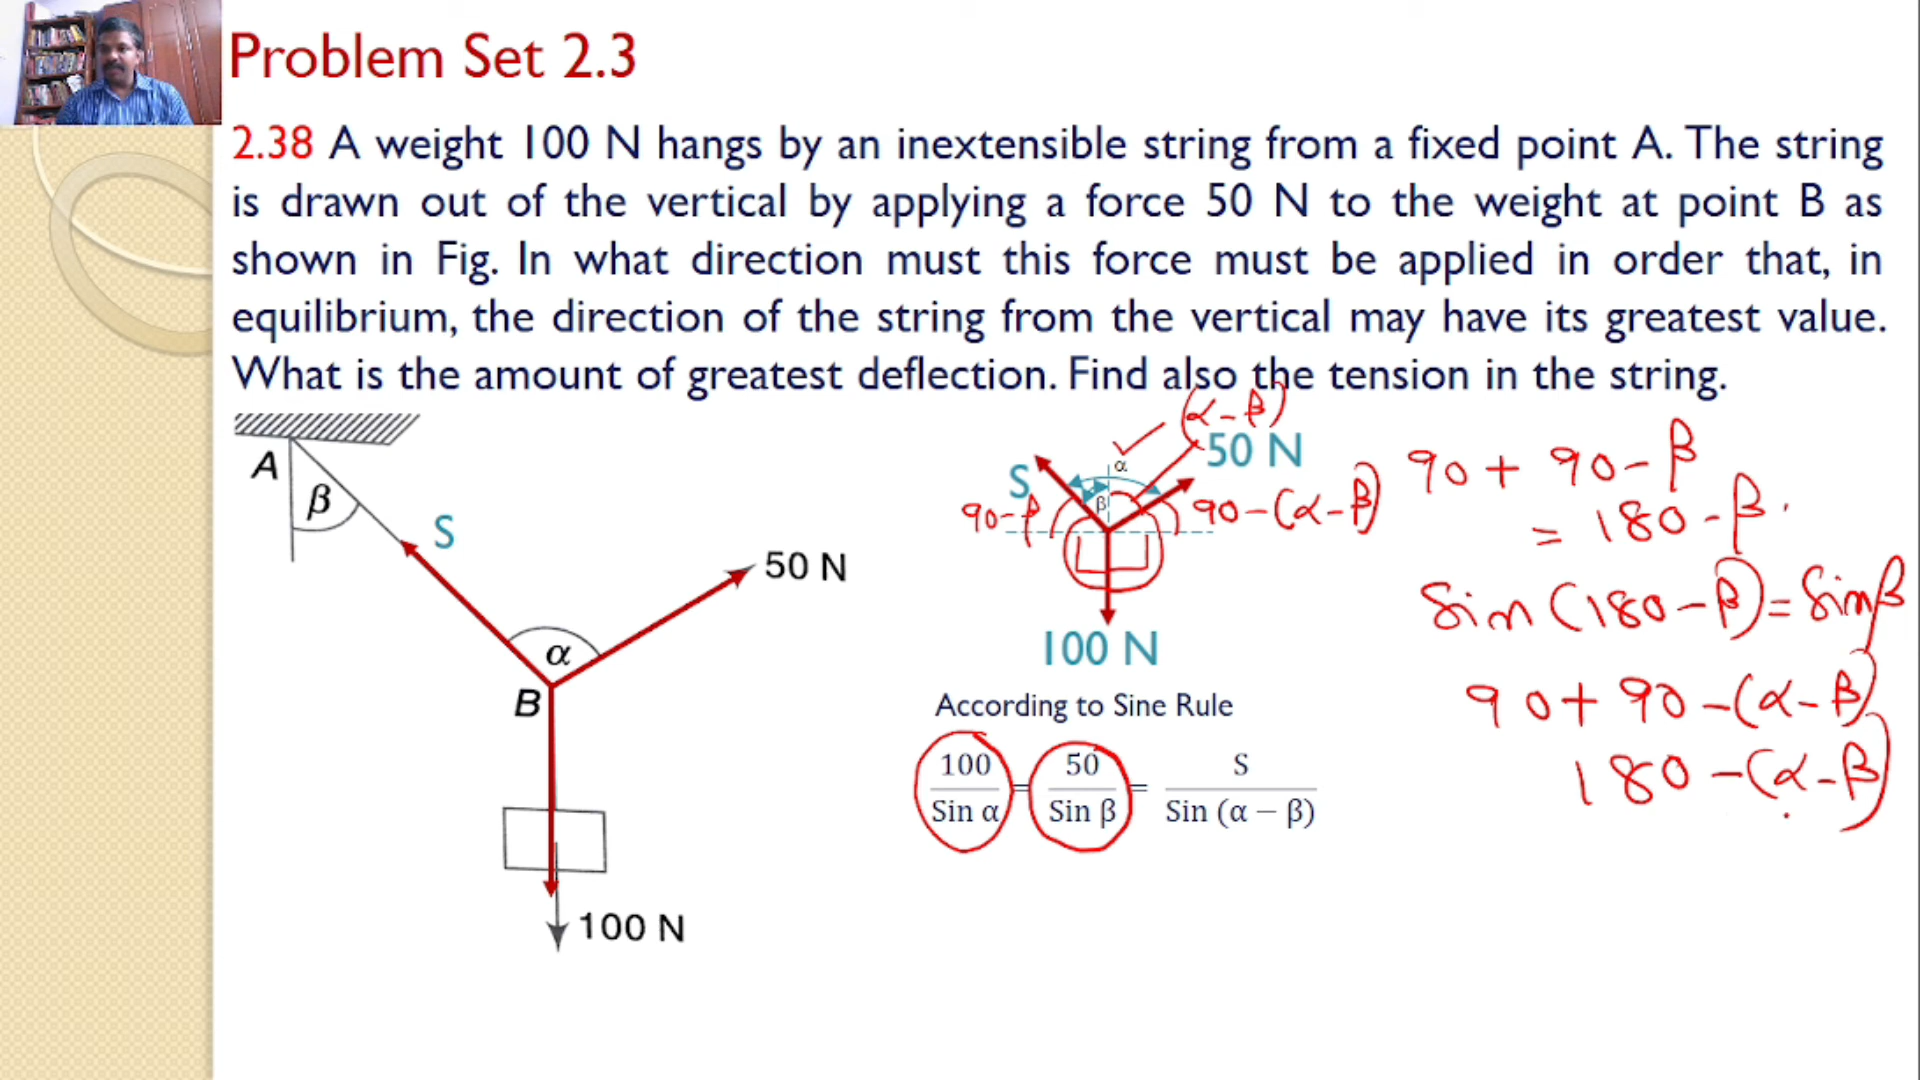 Problem Set 2.3
2.38 A weight 100 N hangs by an inextensible string from a fixed point A. The string
is drawn out of the vertical by applying a force 50 N to the weight at point B as
shown in Fig. In what direction must this force must be applied in order that, in
equilibrium, the direction of the string from the vertical may have its greatest value.
What is the amount of greatest deflection. Find also the tension in the string.
A
β
S
50 N
α
B
100 N
(α-β)
50 N
α
S
β
90-β
90-(α-β)
100 N
According to Sine Rule
100/Sin α = 50/Sin β = S/Sin (α − β)
90 + 90-β
= 180-β.
Sin (180-β) = Sinβ
90+ 90-(α-β)
180-(α-β)